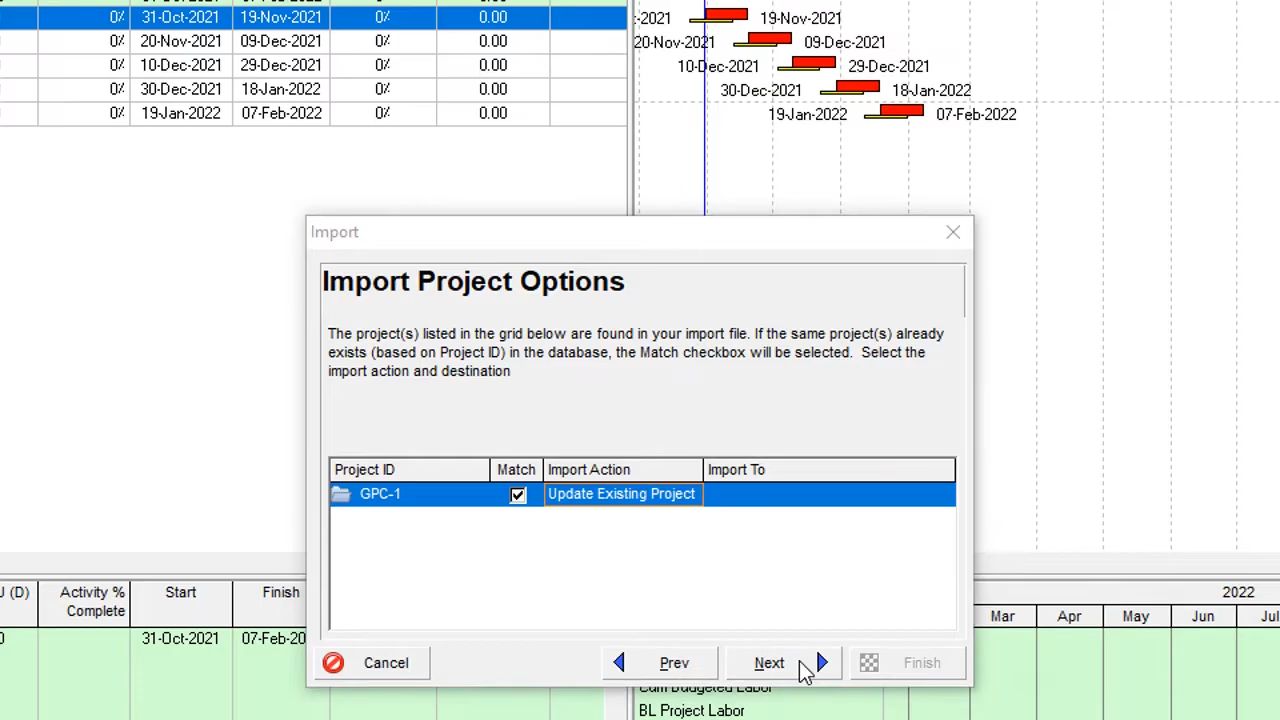 31-Oct-2021 19-Nov-2021 0% 0.00
:-2021 19-Nov-2021
0% 20-Nov-2021 09-Dec-2021 0% 0.00
20-Nov-2021 09-Dec-2021
0% 10-Dec-2021 29-Dec-2021 0% 0.00
10-Dec-2021 29-Dec-2021
0% 30-Dec-2021 18-Jan-2022 0% 0.00
30-Dec-2021 18-Jan-2022
0% 19-Jan-2022 07-Feb-2022 0% 0.00
19-Jan-2022 07-Feb-2022
Import
Import Project Options
The project(s) listed in the grid below are found in your import file. If the same project(s) already
exists (based on Project ID) in the database, the Match checkbox will be selected. Select the
import action and destination
Project ID Match Import Action Import To
GPC-1 Update Existing Project
Cancel Prev Next Finish
(D) Activity %
Complete Start Finish
2022
Mar Apr May Jun Jul
31-Oct-2021 07-Feb-20
Cum Budgeted Labor
BL Project Labor